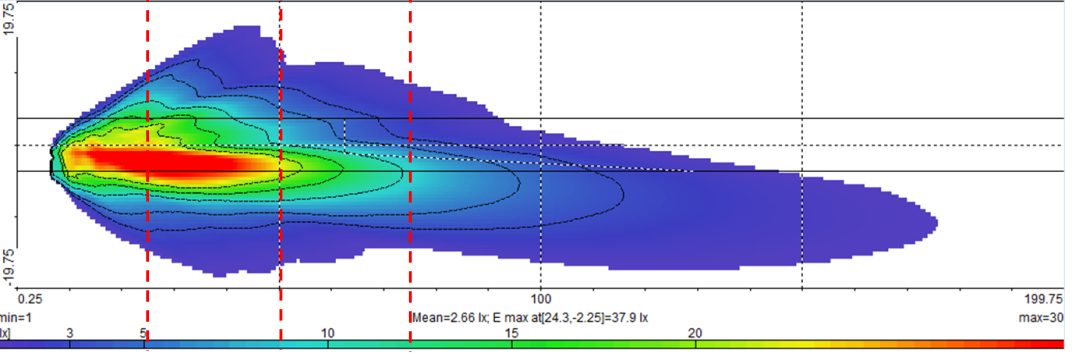 19.75
-19.75
0.25 100 199.75
min=1 Mean=2.66 lx; E max at[24.3,-2.25]=37.9 lx max=30
lx] 3 5 10 15 20